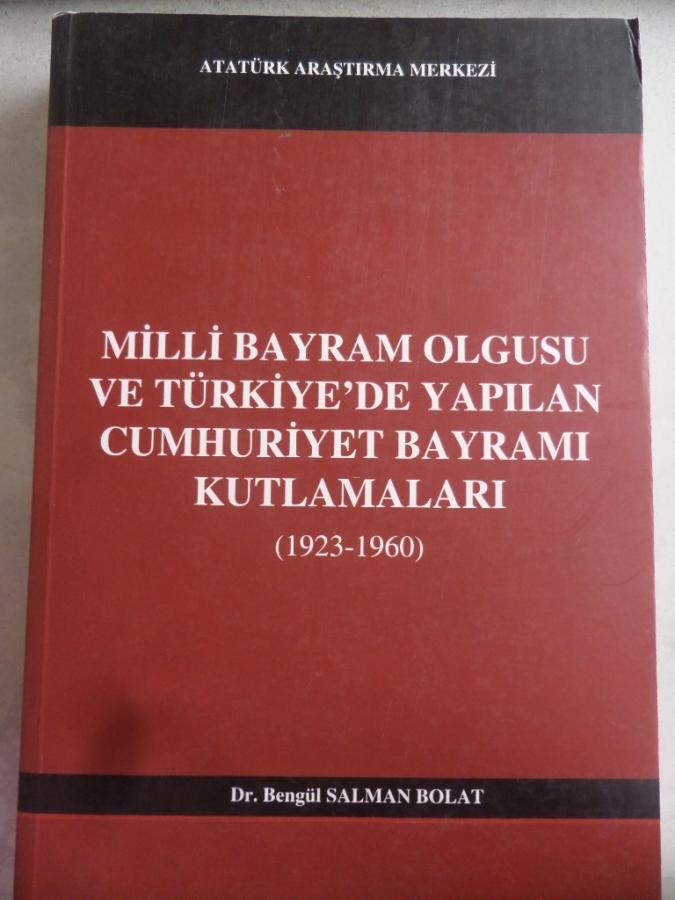 ATATÜRK ARAŞTIRMA MERKEZİ
MİLLİ BAYRAM OLGUSU
VE TÜRKİYE'DE YAPILAN
CUMHURİYET BAYRAMI
KUTLAMALARI
(1923-1960)
Dr. Bengül SALMAN BOLAT